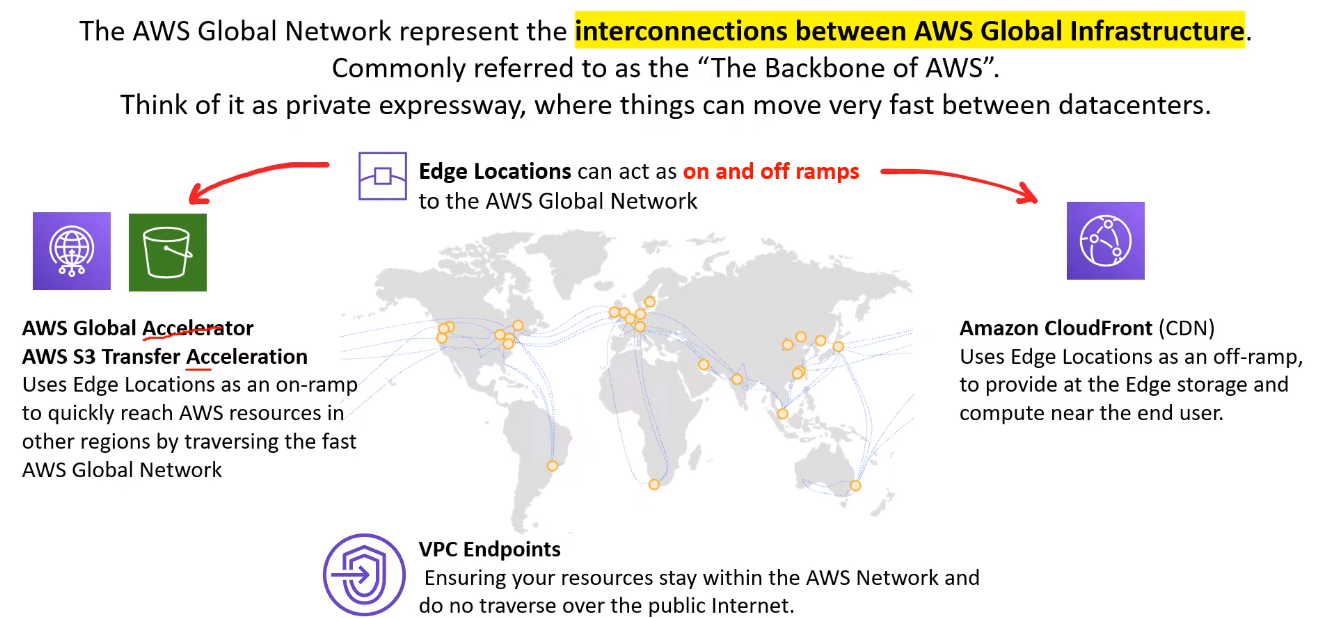 The AWS Global Network represent the interconnections between AWS Global Infrastructure.
Commonly referred to as the “The Backbone of AWS”.
Think of it as private expressway, where things can move very fast between datacenters.
Edge Locations can act as on and off ramps
to the AWS Global Network
AWS Global Accelerator
AWS S3 Transfer Acceleration
Uses Edge Locations as an on-ramp
to quickly reach AWS resources in
other regions by traversing the fast
AWS Global Network
Amazon CloudFront (CDN)
Uses Edge Locations as an off-ramp,
to provide at the Edge storage and
compute near the end user.
VPC Endpoints
Ensuring your resources stay within the AWS Network and
do no traverse over the public Internet.